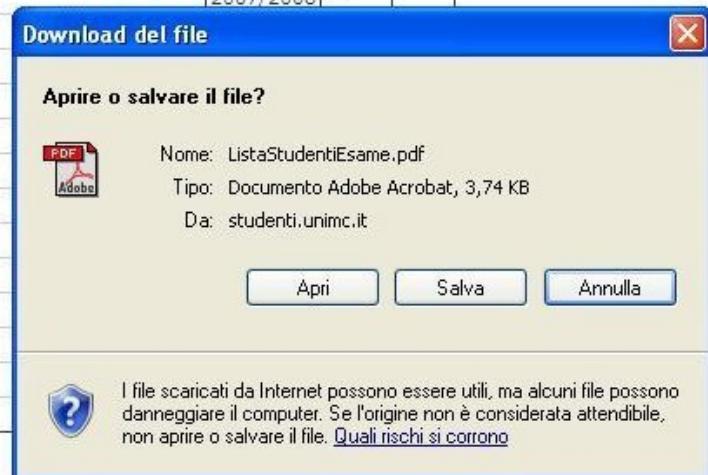 2007/2008
Download del file
Aprire o salvare il file?
PDF
Adobe
Nome: ListaStudentiEsame.pdf
Tipo: Documento Adobe Acrobat, 3,74 KB
Da: studenti.unimc.it
Apri Salva Annulla
I file scaricati da Internet possono essere utili, ma alcuni file possono
danneggiare il computer. Se l'origine non è considerata attendibile,
non aprire o salvare il file. Quali rischi si corrono